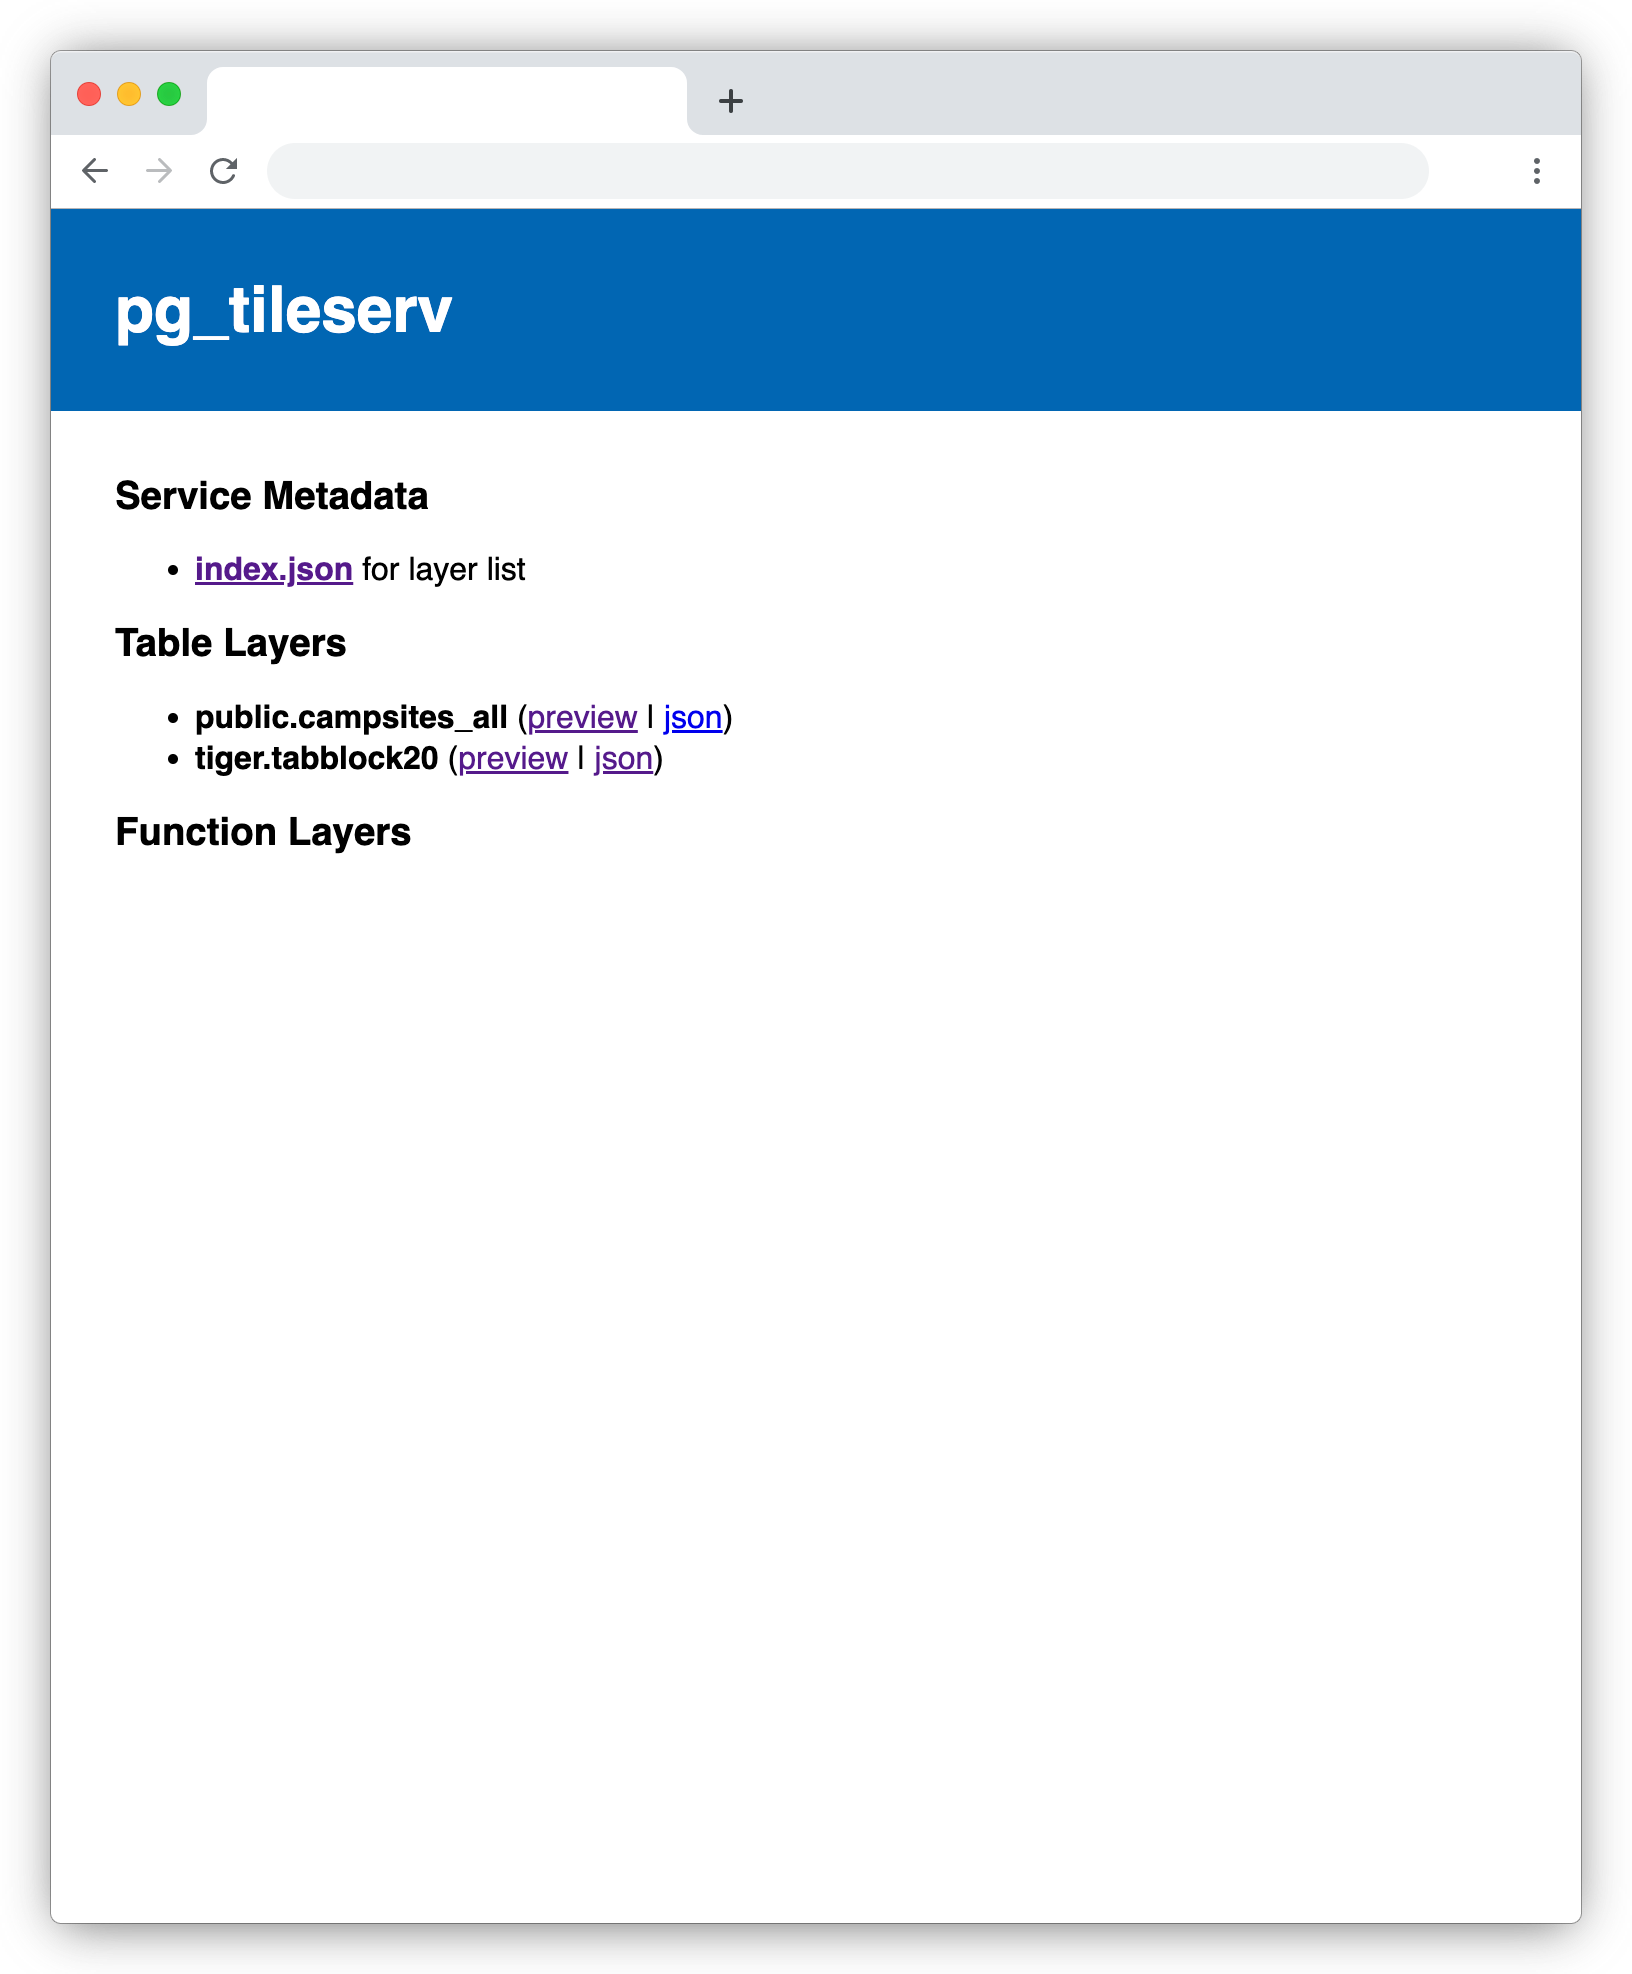 pg_tileserv
Service Metadata
• index.json for layer list
Table Layers
• public.campsites_all (preview | json)
• tiger.tabblock20 (preview | json)
Function Layers